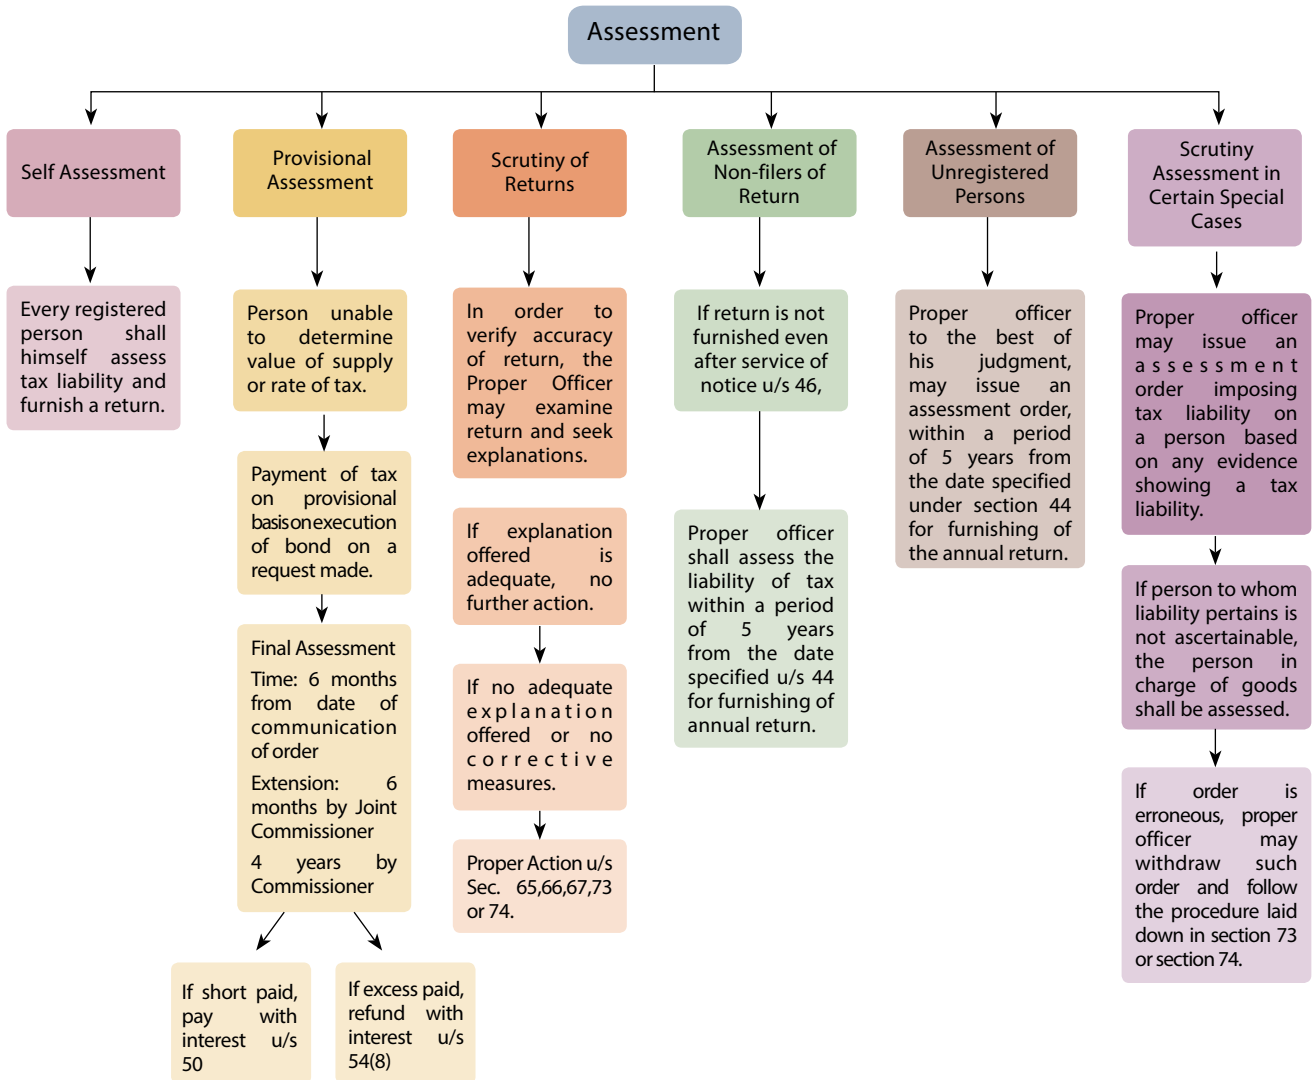 Assessment
Self Assessment
Every registered
person shall
himself assess
tax liability and
furnish a return.
Provisional
Assessment
Person unable
to determine
value of supply
or rate of tax.
Payment of tax
on provisional
basis on execution
of bond on a
request made.
Final Assessment
Time: 6 months
from date of
communication
of order
Extension: 6
months by Joint
Commissioner
4 years by
Commissioner
If short paid,
pay with
interest u/s
50
If excess paid,
refund with
interest u/s
54(8)
Scrutiny of
Returns
In order to
verify accuracy
of return, the
Proper Officer
may examine
return and seek
explanations.
If explanation
offered is
adequate, no
further action.
If no adequate
explanation
offered or no
corrective
measures.
Proper Action u/s
Sec. 65,66,67,73
or 74.
Assessment of
Non-filers of
Return
If return is not
furnished even
after service of
notice u/s 46,
Proper officer
shall assess the
liability of tax
within a period
of 5 years
from the date
specified u/s 44
for furnishing of
annual return.
Assessment of
Unregistered
Persons
Proper officer
to the best of
his judgment,
may issue an
assessment order,
within a period
of 5 years from
the date specified
under section 44
for furnishing of
the annual return.
Scrutiny
Assessment in
Certain Special
Cases
Proper officer
may issue an
assessment
order imposing
tax liability on
a person based
on any evidence
showing a tax
liability.
If person to whom
liability pertains is
not ascertainable,
the person in
charge of goods
shall be assessed.
If order is
erroneous, proper
officer may
withdraw such
order and follow
the procedure laid
down in section 73
or section 74.